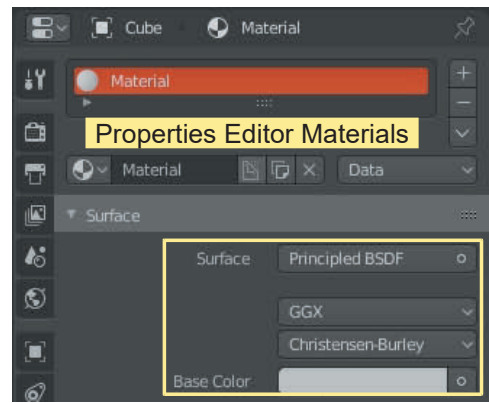 Cube Material
Material
Properties Editor Materials
Material Data
Surface
Surface Principled BSDF
GGX
Christensen-Burley
Base Color